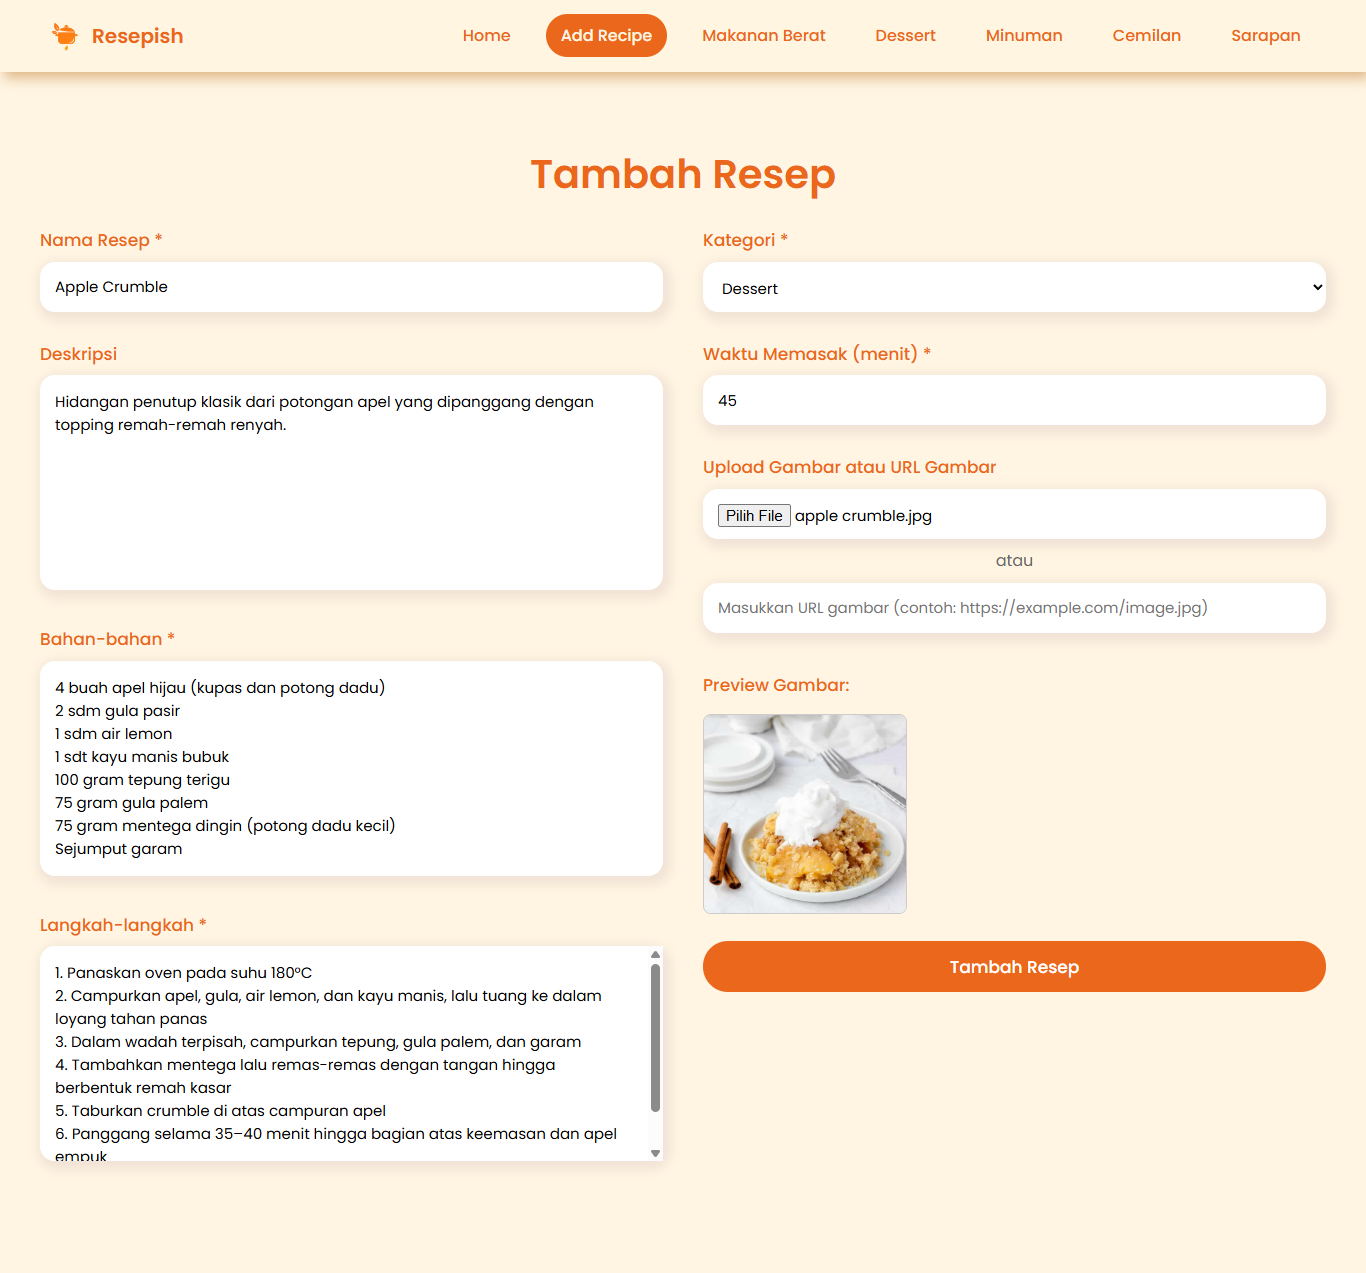 Resepish
Home
Add Recipe
Makanan Berat
Dessert
Minuman
Cemilan
Sarapan
Tambah Resep
Nama Resep *
Apple Crumble
Deskripsi
Hidangan penutup klasik dari potongan apel yang dipanggang dengan
topping remah-remah renyah.
Bahan-bahan *
4 buah apel hijau (kupas dan potong dadu)
2 sdm gula pasir
1 sdm air lemon
1 sdt kayu manis bubuk
100 gram tepung terigu
75 gram gula palem
75 gram mentega dingin (potong dadu kecil)
Sejumput garam
Langkah-langkah *
1. Panaskan oven pada suhu 180°C
2. Campurkan apel, gula, air lemon, dan kayu manis, lalu tuang ke dalam
loyang tahan panas
3. Dalam wadah terpisah, campurkan tepung, gula palem, dan garam
4. Tambahkan mentega lalu remas-remas dengan tangan hingga
berbentuk remah kasar
5. Taburkan crumble di atas campuran apel
6. Panggang selama 35–40 menit hingga bagian atas keemasan dan apel
empuk
Kategori *
Dessert
Waktu Memasak (menit) *
45
Upload Gambar atau URL Gambar
Pilih File apple crumble.jpg
atau
Masukkan URL gambar (contoh: https://example.com/image.jpg)
Preview Gambar:
Tambah Resep